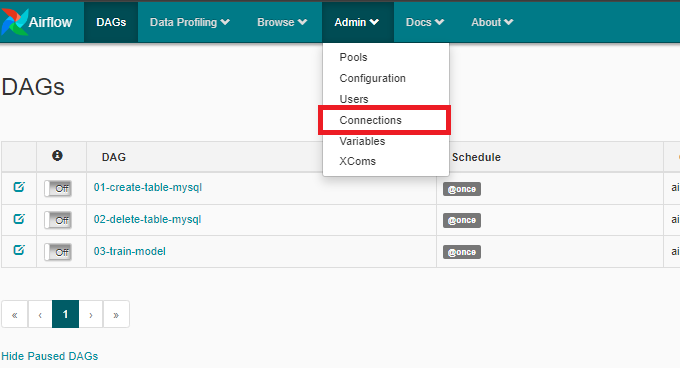 Airflow DAGs Data Profiling Browse Admin Docs About
Pools
Configuration
Users
Connections
Variables
XComs
DAGs
DAG Schedule
Off 01-create-table-mysql @once ai
Off 02-delete-table-mysql @once ai
Off 03-train-model @once ai
« ‹ 1 › »
Hide Paused DAGs